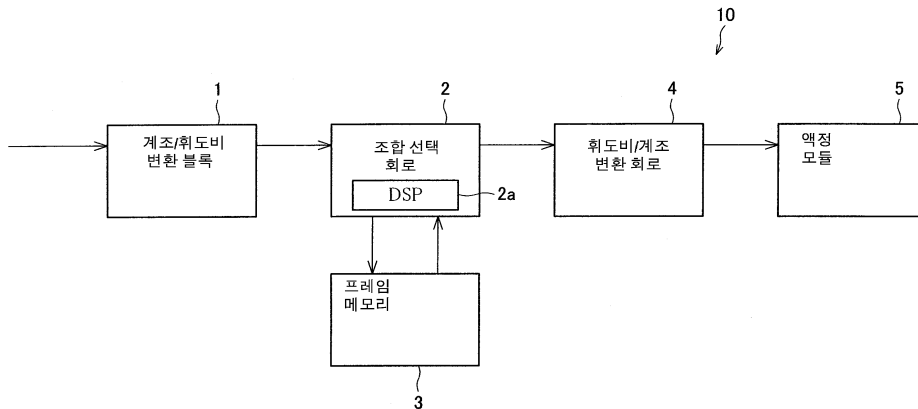 10
1
2
4
5
계조/휘도비
변환 블록
조합 선택
회로
휘도비/계조
변환 회로
액정
모듈
DSP
2a
프레임
메모리
3